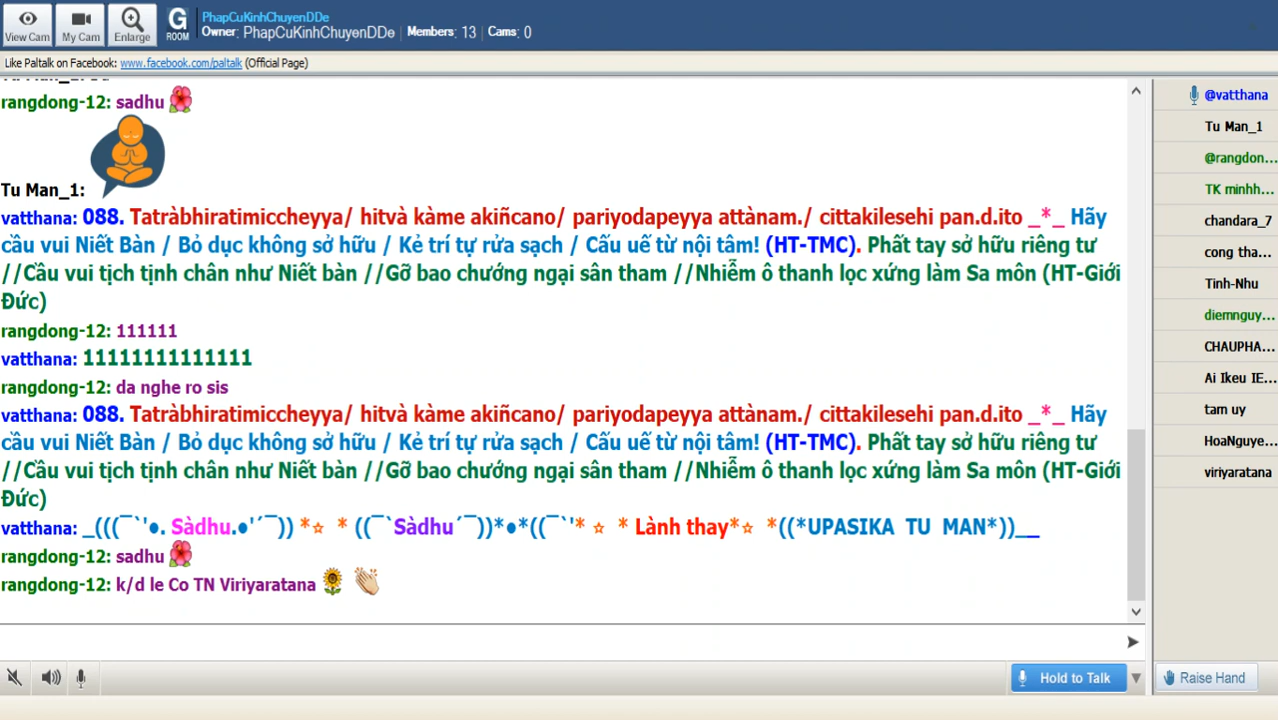 PhapCuKinhChuyenDDe
Owner: PhapCuKinhChuyenDDe Members: 13 Cams: 0
View Cam My Cam Enlarge G ROOM
Like Paltalk on Facebook: www.facebook.com/paltalk (Official Page)
rangdong-12: sadhu
Tu Man_1:
vatthana: 088. Tatràbhiratimiccheyya/ hitvà kàme akiñcano/ pariyodapeyya attànam./ cittakilesehi pan.d.ito _*_ Hãy
cầu vui Niết Bàn / Bỏ dục không sở hữu / Kẻ trí tự rửa sạch / Cấu uế từ nội tâm! (HT-TMC). Phất tay sở hữu riêng tư
//Cầu vui tịch tịnh chân như Niết bàn //Gỡ bao chướng ngại sân tham //Nhiễm ô thanh lọc xứng làm Sa môn (HT-Giới
Đức)
rangdong-12: 111111
vatthana: 11111111111111
rangdong-12: da nghe ro sis
vatthana: 088. Tatràbhiratimiccheyya/ hitvà kàme akiñcano/ pariyodapeyya attànam./ cittakilesehi pan.d.ito _*_ Hãy
cầu vui Niết Bàn / Bỏ dục không sở hữu / Kẻ trí tự rửa sạch / Cấu uế từ nội tâm! (HT-TMC). Phất tay sở hữu riêng tư
//Cầu vui tịch tịnh chân như Niết bàn //Gỡ bao chướng ngại sân tham //Nhiễm ô thanh lọc xứng làm Sa môn (HT-Giới
Đức)
vatthana: _(((¯`'●. Sàdhu.●'´¯)) *☆ * ((¯`Sàdhu´¯))*●*((¯`'* ☆ * Lành thay*☆ *((*UPASIKA TU MAN*))__
rangdong-12: sadhu
rangdong-12: k/d le Co TN Viriyaratana
@vatthana
Tu Man_1
@rangdon...
TK minhh...
chandara_7
cong tha...
Tinh-Nhu
diemnguy...
CHAUPHA...
Ai Ikeu IE...
tam uy
HoaNguye...
viriyaratana
Hold to Talk
Raise Hand